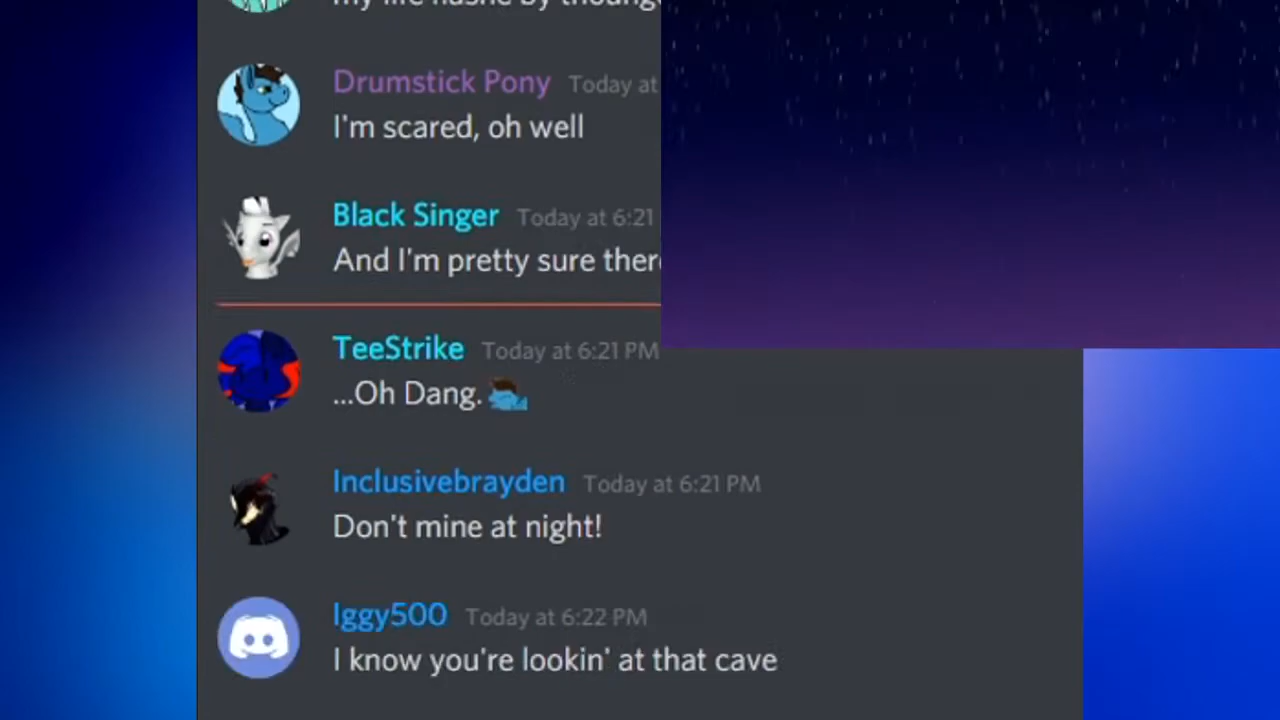 Drumstick Pony Today at
I'm scared, oh well
Black Singer Today at 6:21
And I'm pretty sure
TeeStrike Today at 6:21 PM
...Oh Dang.
Inclusivebrayden Today at 6:21 PM
Don't mine at night!
Iggy500 Today at 6:22 PM
I know you're lookin' at that cave